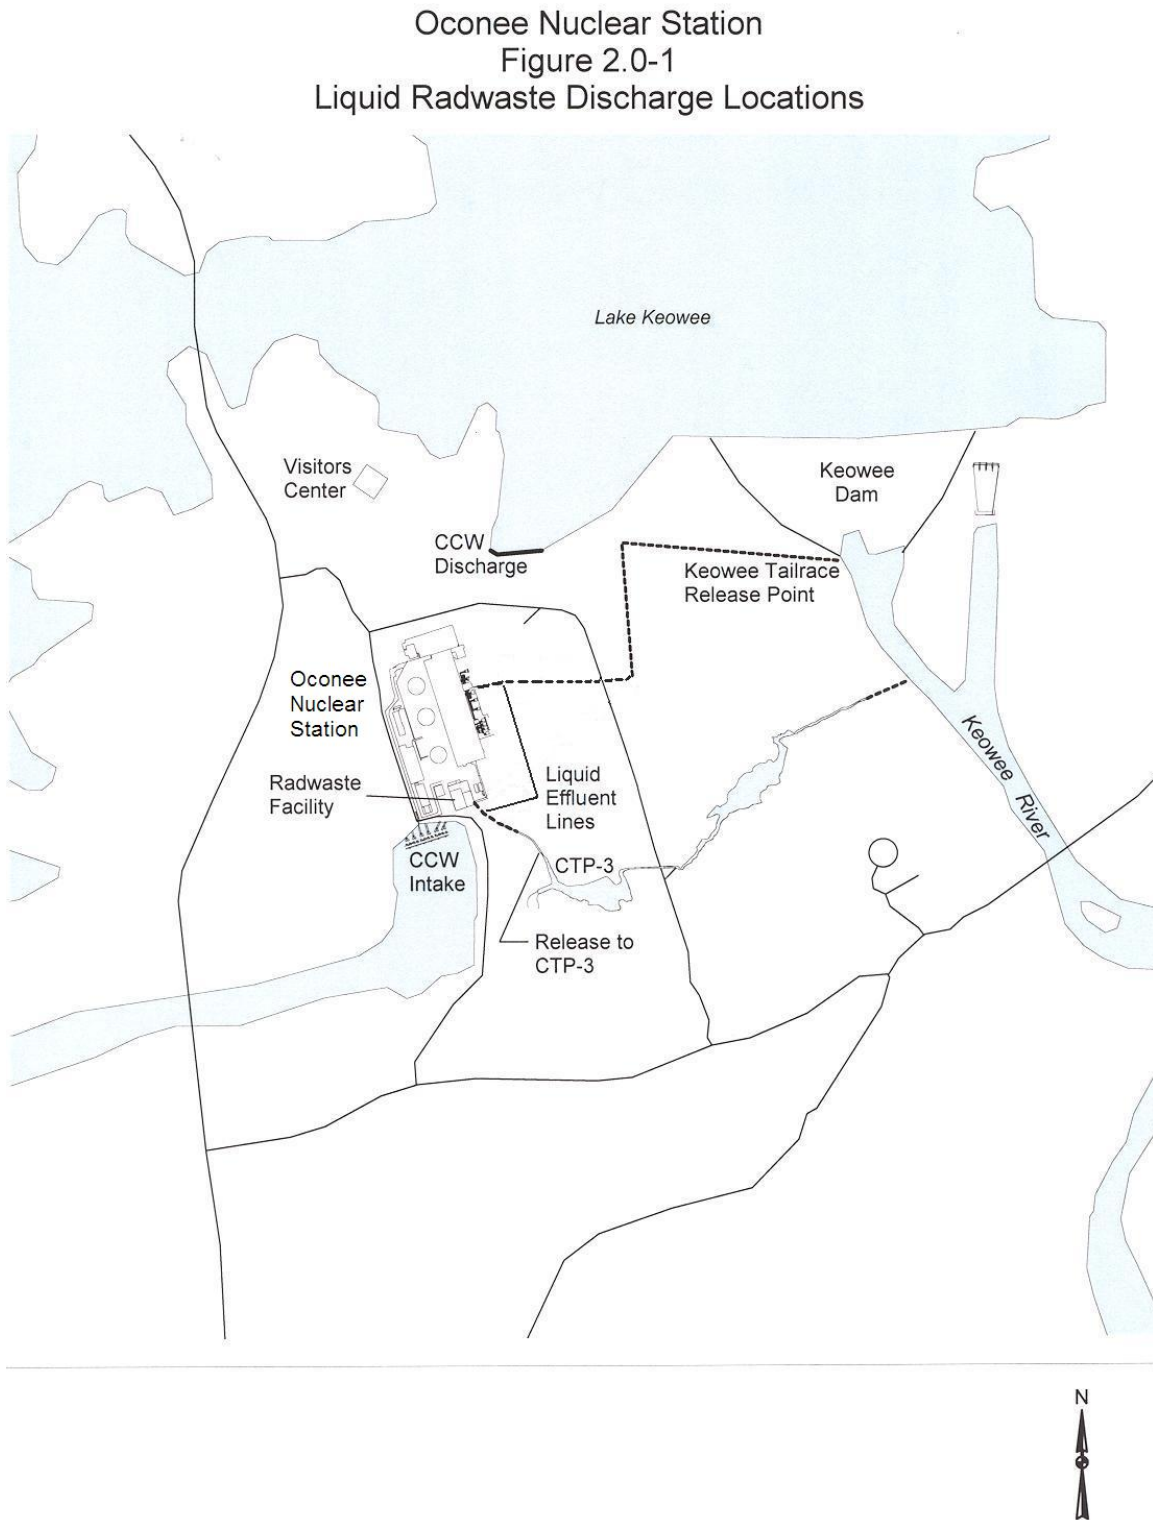 Oconee Nuclear Station
Figure 2.0-1
Liquid Radwaste Discharge Locations
Lake Keowee
Visitors
Center
Keowee
Dam
CCW
Discharge
Keowee Tailrace
Release Point
Oconee
Nuclear
Station
Keowee River
Radwaste
Facility
Liquid
Effluent
Lines
CCW
Intake
CTP-3
Release to
CTP-3
N